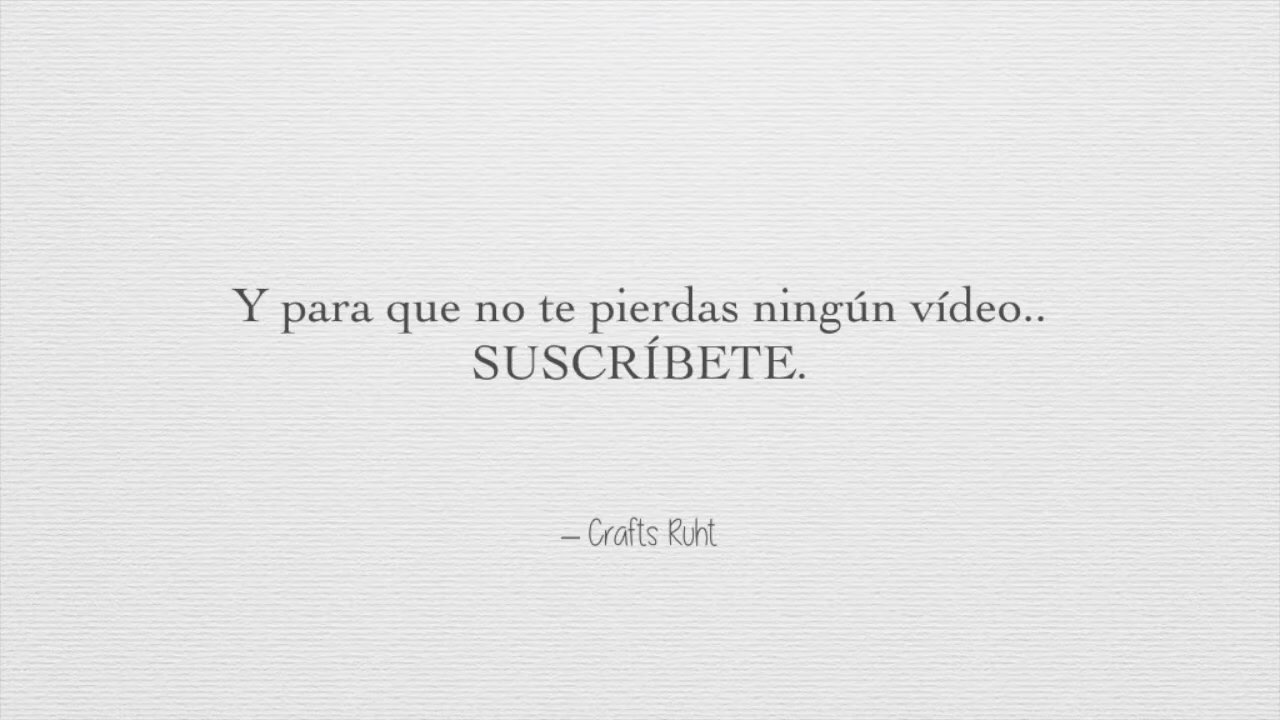 Y para que no te pierdas ningún vídeo..
SUSCRÍBETE.
– Crafts Ruht